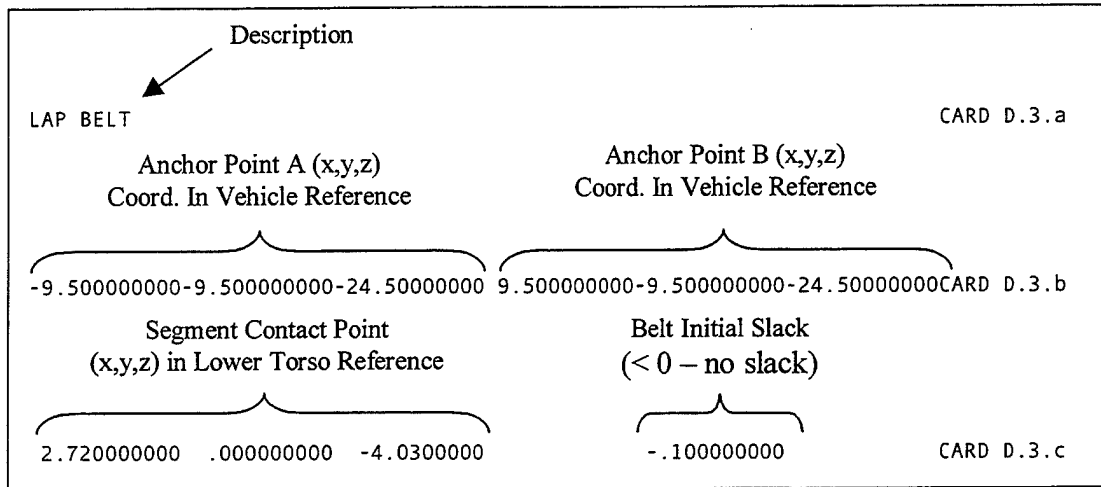 Description
LAP BELT CARD D.3.a
Anchor Point A (x,y,z)
Coord. In Vehicle Reference
Anchor Point B (x,y,z)
Coord. In Vehicle Reference
-9.500000000-9.500000000-24.50000000 9.500000000-9.500000000-24.50000000CARD D.3.b
Segment Contact Point
(x,y,z) in Lower Torso Reference
Belt Initial Slack
(< 0 – no slack)
2.720000000 .000000000 -4.0300000 -.100000000 CARD D.3.c